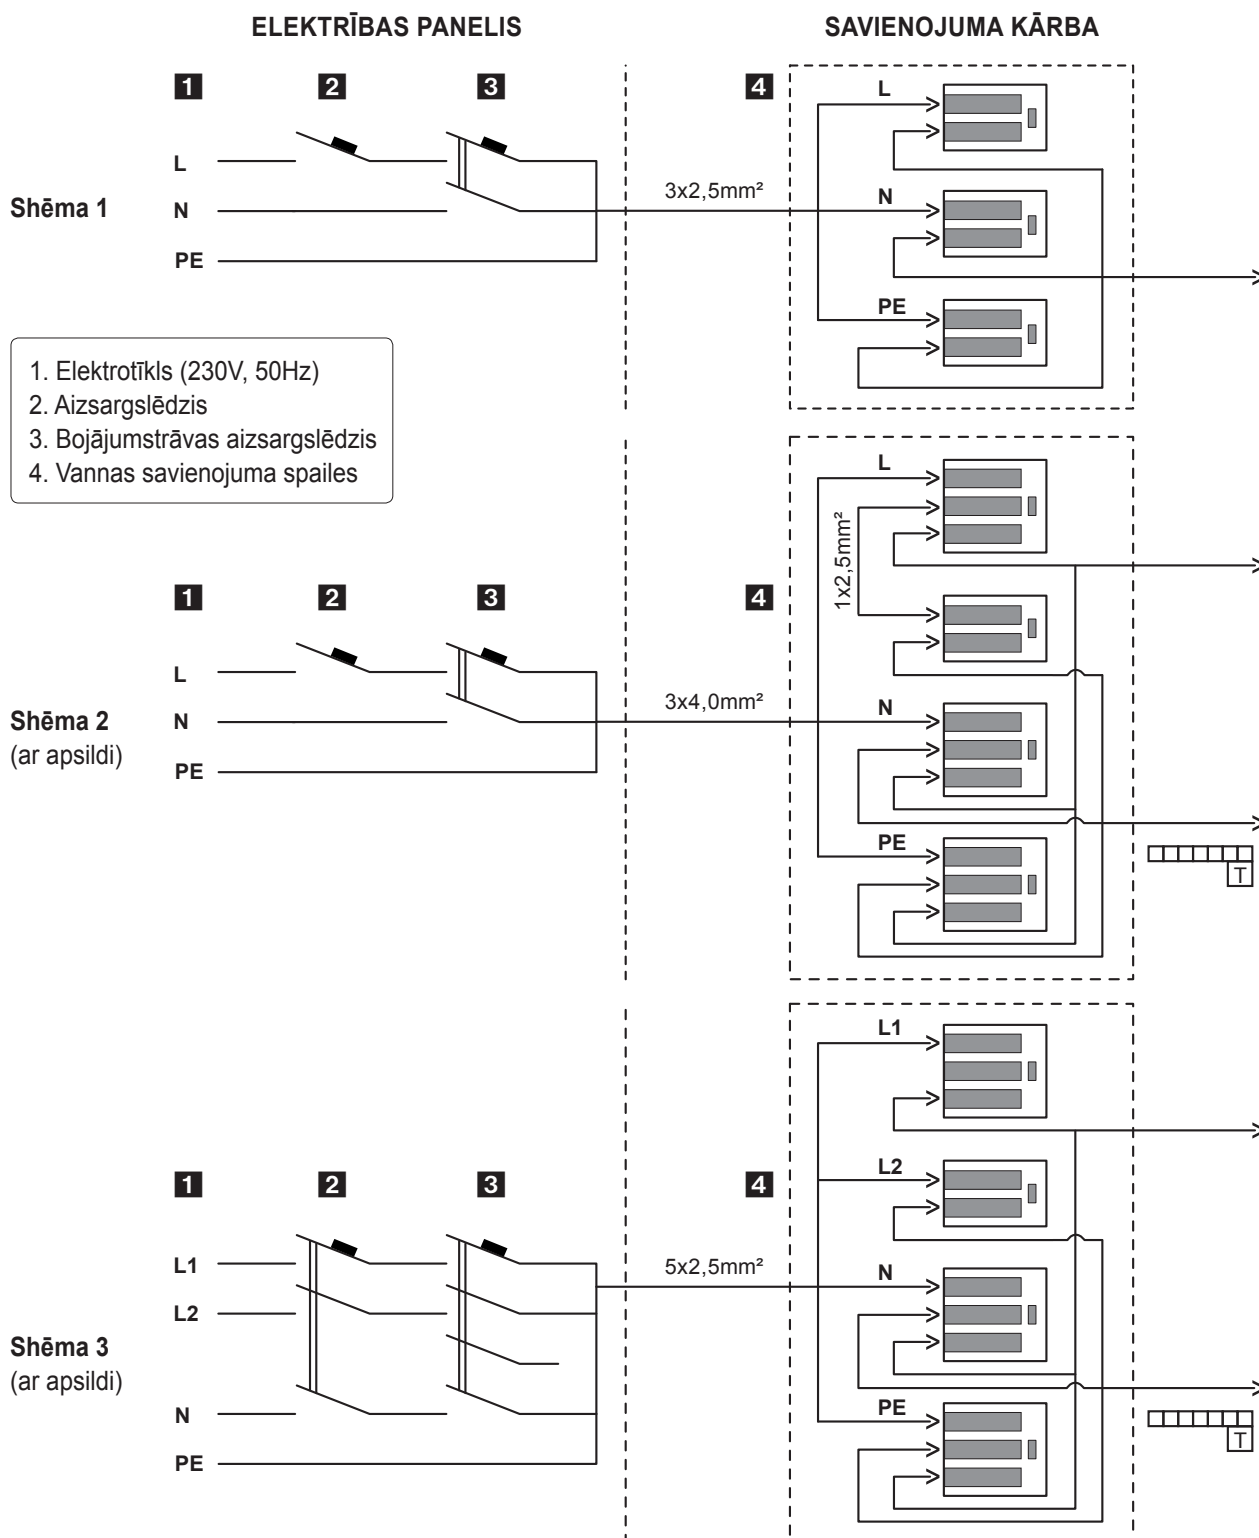 ELEKTRĪBAS PANELIS
SAVIENOJUMA KĀRBA
1
2
3
4
Shēma 1
L
N
PE
3x2,5mm²
L
N
PE
1. Elektrotīkls (230V, 50Hz)
2. Aizsargslēdzis
3. Bojājumstrāvas aizsargslēdzis
4. Vannas savienojuma spailes
1
2
3
4
Shēma 2
(ar apsildi)
L
N
PE
3x4,0mm²
L
1x2,5mm²
N
PE
T
1
2
3
4
Shēma 3
(ar apsildi)
L1
L2
N
PE
5x2,5mm²
L1
L2
N
PE
T